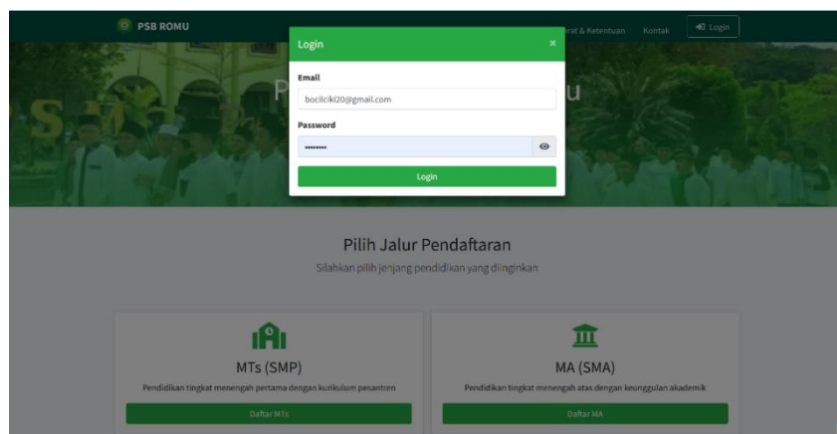 PSB ROMU
rat & Ketentuan
Kontak
Login
Login
×
P
u
P S
Email
bocilciki20@gmail.com
Password
••••••••
Login
Pilih Jalur Pendaftaran
Silahkan pilih jenjang pendidikan yang diinginkan
MTs (SMP)
Pendidikan tingkat menengah pertama dengan kurikulum pesantren
Daftar MTs
MA (SMA)
Pendidikan tingkat menengah atas dengan keunggulan akademik
Daftar MA